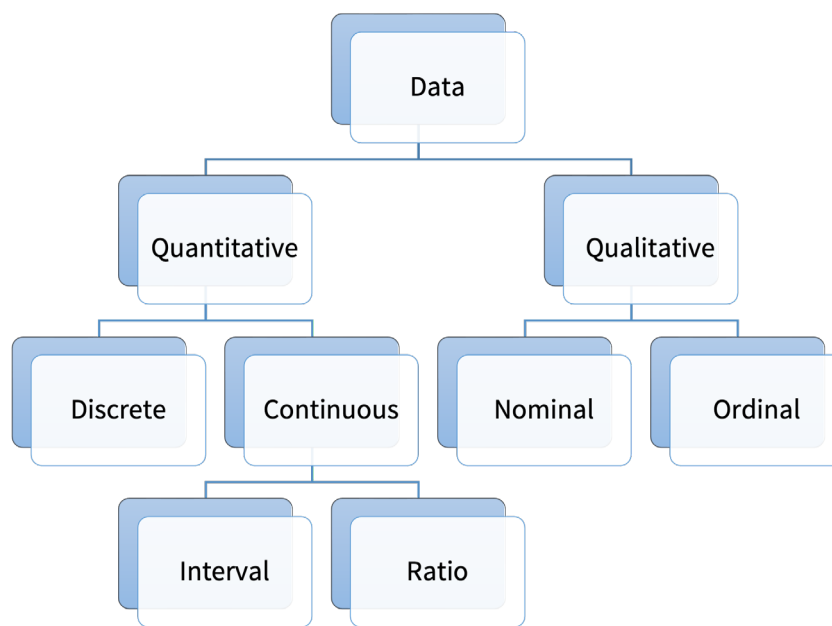 Data
Quantitative
Qualitative
Discrete
Continuous
Nominal
Ordinal
Interval
Ratio